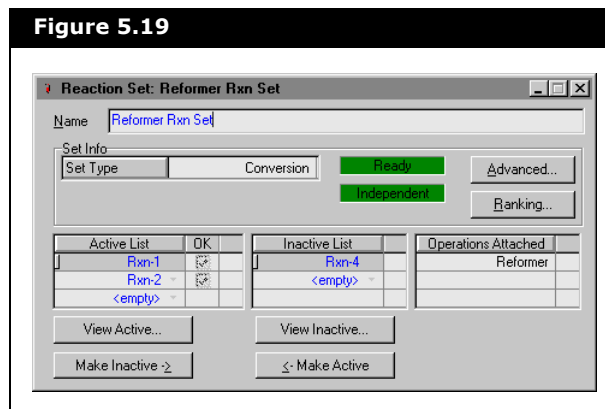 Figure 5.19
Reaction Set: Reformer Rxn Set
Name Reformer Rxn Set
Set Info
Set Type Conversion Ready Advanced...
Independent Ranking...
Active List OK Inactive List Operations Attached
Rxn-1 Rxn-4 Reformer
Rxn-2 <empty>
<empty>
View Active... View Inactive...
Make Inactive -> <- Make Active